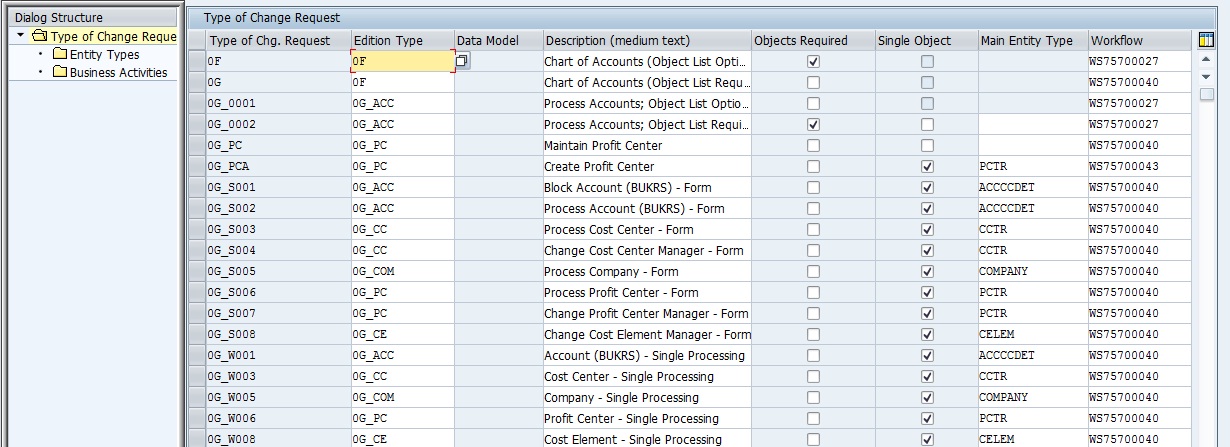 Dialog Structure
Type of Change Reque
Entity Types
Business Activities
Type of Change Request
Type of Chg. Request Edition Type Data Model Description (medium text) Objects Required Single Object Main Entity Type Workflow
0F 0F Chart of Accounts (Object List Opti... WS75700027
0G 0F Chart of Accounts (Object List Requ... WS75700040
0G_0001 0G_ACC Process Accounts; Object List Optio... WS75700027
0G_0002 0G_ACC Process Accounts; Object List Requi... WS75700027
0G_PC 0G_PC Maintain Profit Center WS75700040
0G_PCA 0G_PC Create Profit Center PCTR WS75700043
0G_S001 0G_ACC Block Account (BUKRS) - Form ACCCCDET WS75700040
0G_S002 0G_ACC Process Account (BUKRS) - Form ACCCCDET WS75700040
0G_S003 0G_CC Process Cost Center - Form CCTR WS75700040
0G_S004 0G_CC Change Cost Center Manager - Form CCTR WS75700040
0G_S005 0G_COM Process Company - Form COMPANY WS75700040
0G_S006 0G_PC Process Profit Center - Form PCTR WS75700040
0G_S007 0G_PC Change Profit Center Manager - Form PCTR WS75700040
0G_S008 0G_CE Change Cost Element Manager - Form CELEM WS75700040
0G_W001 0G_ACC Account (BUKRS) - Single Processing ACCCCDET WS75700040
0G_W003 0G_CC Cost Center - Single Processing CCTR WS75700040
0G_W005 0G_COM Company - Single Processing COMPANY WS75700040
0G_W006 0G_PC Profit Center - Single Processing PCTR WS75700040
0G_W008 0G_CE Cost Element - Single Processing CELEM WS75700040